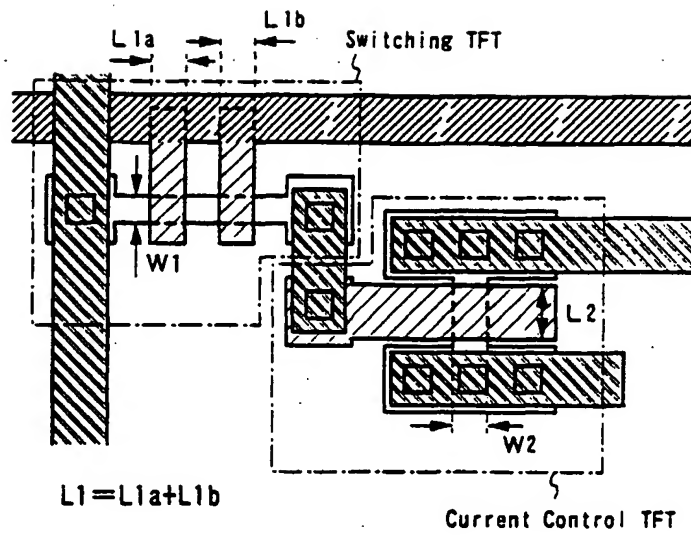 L1b
L1a
Switching TFT
W1
L2
W2
L1=L1a+L1b
Current Control TFT